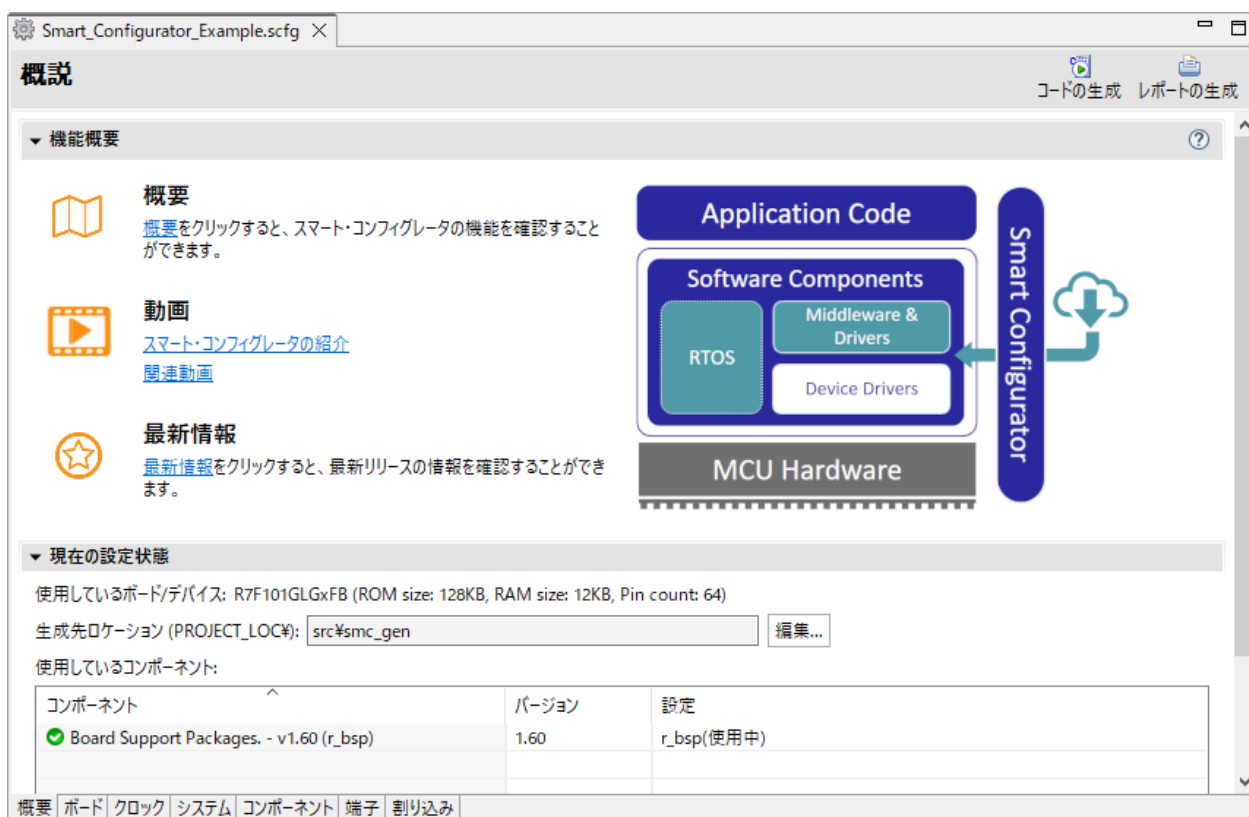 Smart_Configurator_Example.scfg
概説
コードの生成 レポートの生成
機能概要
概要
概要をクリックすると、スマート・コンフィグレータの機能を確認すること
ができます。
動画
スマート・コンフィグレータの紹介
関連動画
最新情報
最新情報をクリックすると、最新リリースの情報を確認することができ
ます。
Application Code
Software Components
RTOS
Middleware &
Drivers
Device Drivers
MCU Hardware
Smart Configurator
現在の設定状態
使用しているボード/デバイス: R7F101GLGxFB (ROM size: 128KB, RAM size: 12KB, Pin count: 64)
生成先ロケーション (PROJECT_LOC¥): src¥smc_gen 編集...
使用しているコンポーネント:
コンポーネント バージョン 設定
Board Support Packages. - v1.60 (r_bsp) 1.60 r_bsp(使用中)
概要 ボード クロック システム コンポーネント 端子 割り込み